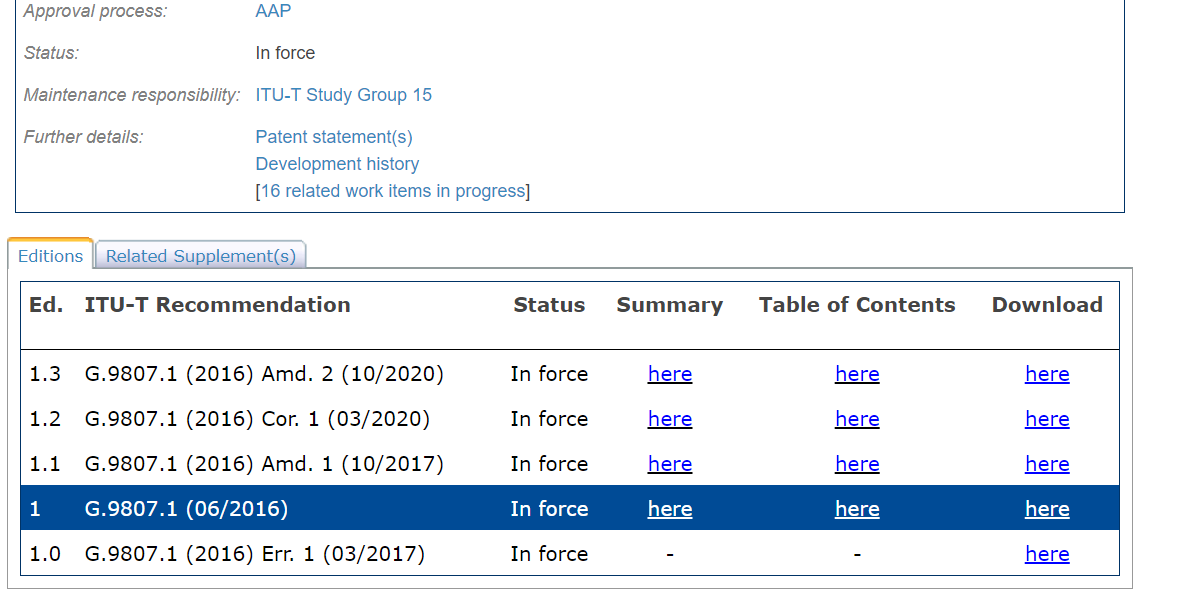 Approval process: AAP
Status: In force
Maintenance responsibility: ITU-T Study Group 15
Further details: Patent statement(s)
Development history
[16 related work items in progress]
Editions Related Supplement(s)
Ed. ITU-T Recommendation Status Summary Table of Contents Download
1.3 G.9807.1 (2016) Amd. 2 (10/2020) In force here here here
1.2 G.9807.1 (2016) Cor. 1 (03/2020) In force here here here
1.1 G.9807.1 (2016) Amd. 1 (10/2017) In force here here here
1 G.9807.1 (06/2016) In force here here here
1.0 G.9807.1 (2016) Err. 1 (03/2017) In force - - here